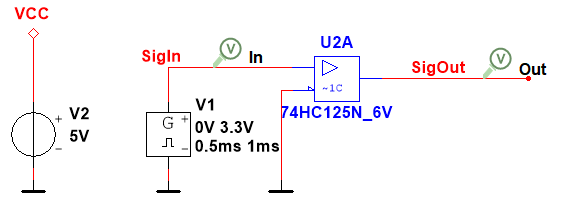 VCC
V2
5V
+
−
SigIn
V
In
V1
0V 3.3V
0.5ms 1ms
G
+
−
U2A
~1C
74HC125N_6V
SigOut
V
Out